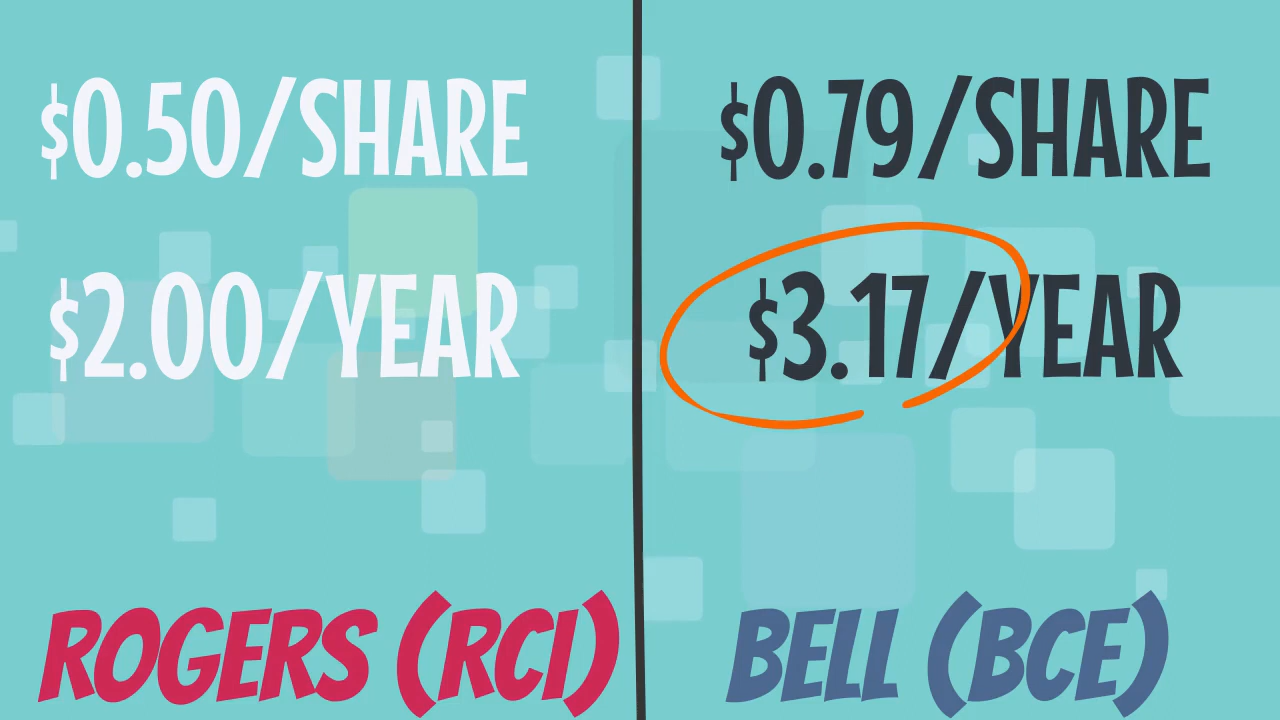 $0.50/SHARE
$2.00/YEAR
ROGERS (RCI)
$0.79/SHARE
$3.17/YEAR
BELL (BCE)